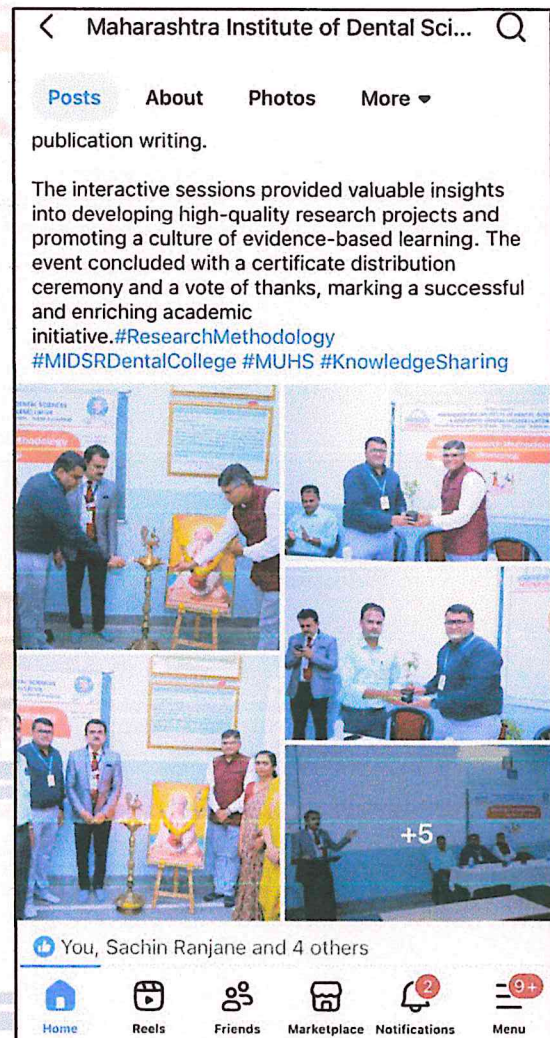 Maharashtra Institute of Dental Sci...
Posts About Photos More
publication writing.
The interactive sessions provided valuable insights
into developing high-quality research projects and
promoting a culture of evidence-based learning. The
event concluded with a certificate distribution
ceremony and a vote of thanks, marking a successful
and enriching academic
initiative.#ResearchMethodology
#MIDSRDentalCollege #MUHS #KnowledgeSharing
+5
You, Sachin Ranjane and 4 others
2
9+
Home Reels Friends Marketplace Notifications Menu